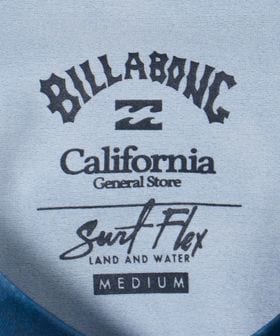 BILLABONG
California
General Store
Surf Flex
LAND AND WATER
MEDIUM